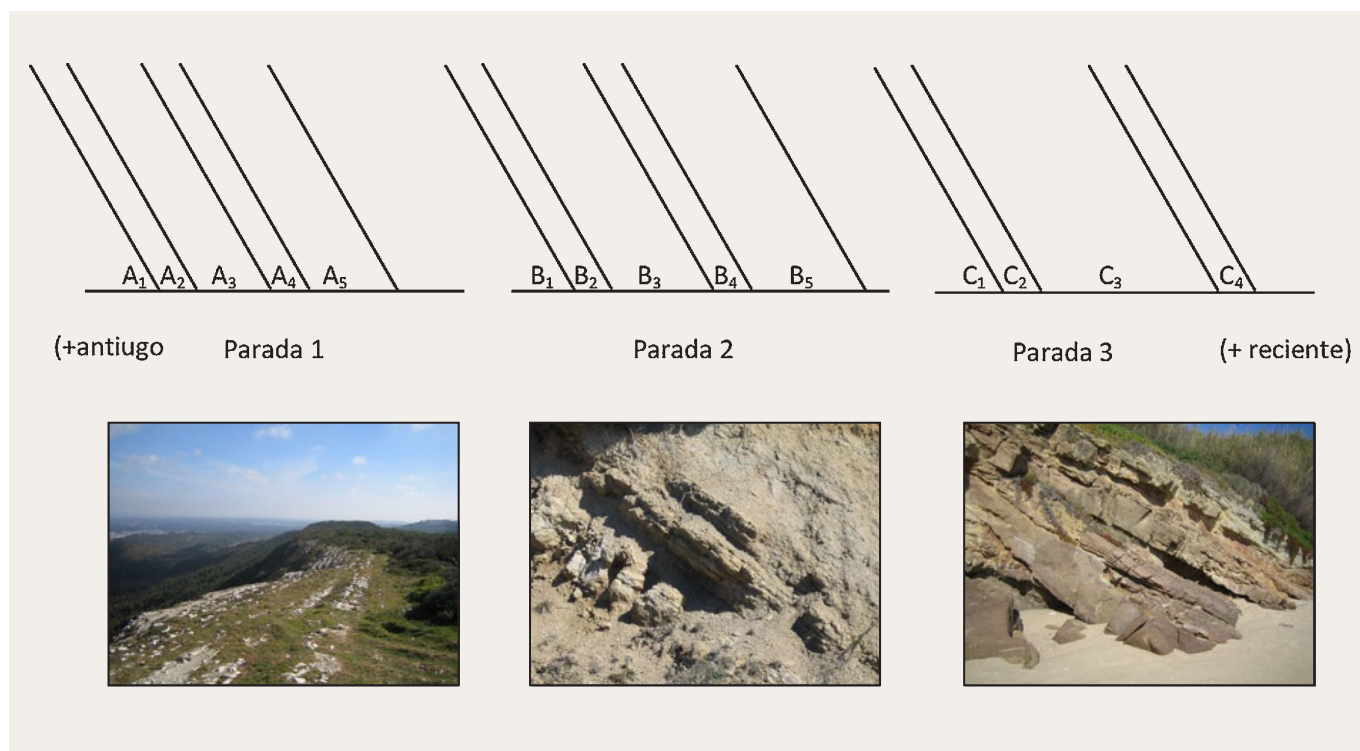 A₁ A₂ A₃ A₄ A₅ B₁ B₂ B₃ B₄ B₅ C₁ C₂ C₃ C₄
(+antiugo Parada 1 Parada 2 Parada 3 (+ reciente)